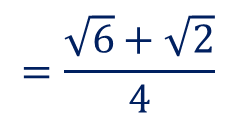 = (√6 + √2) / 4